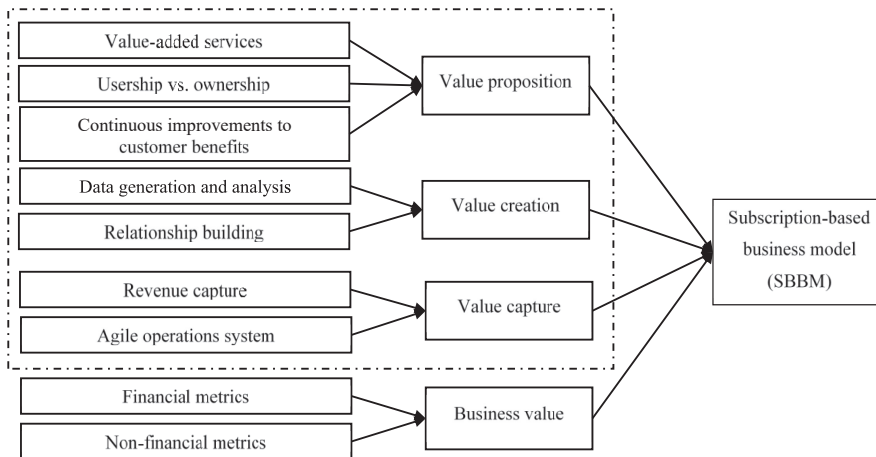 Value-added services
Usership vs. ownership
Continuous improvements to
customer benefits
Value proposition
Data generation and analysis
Relationship building
Value creation
Revenue capture
Agile operations system
Value capture
Financial metrics
Non-financial metrics
Business value
Subscription-based
business model
(SBBM)